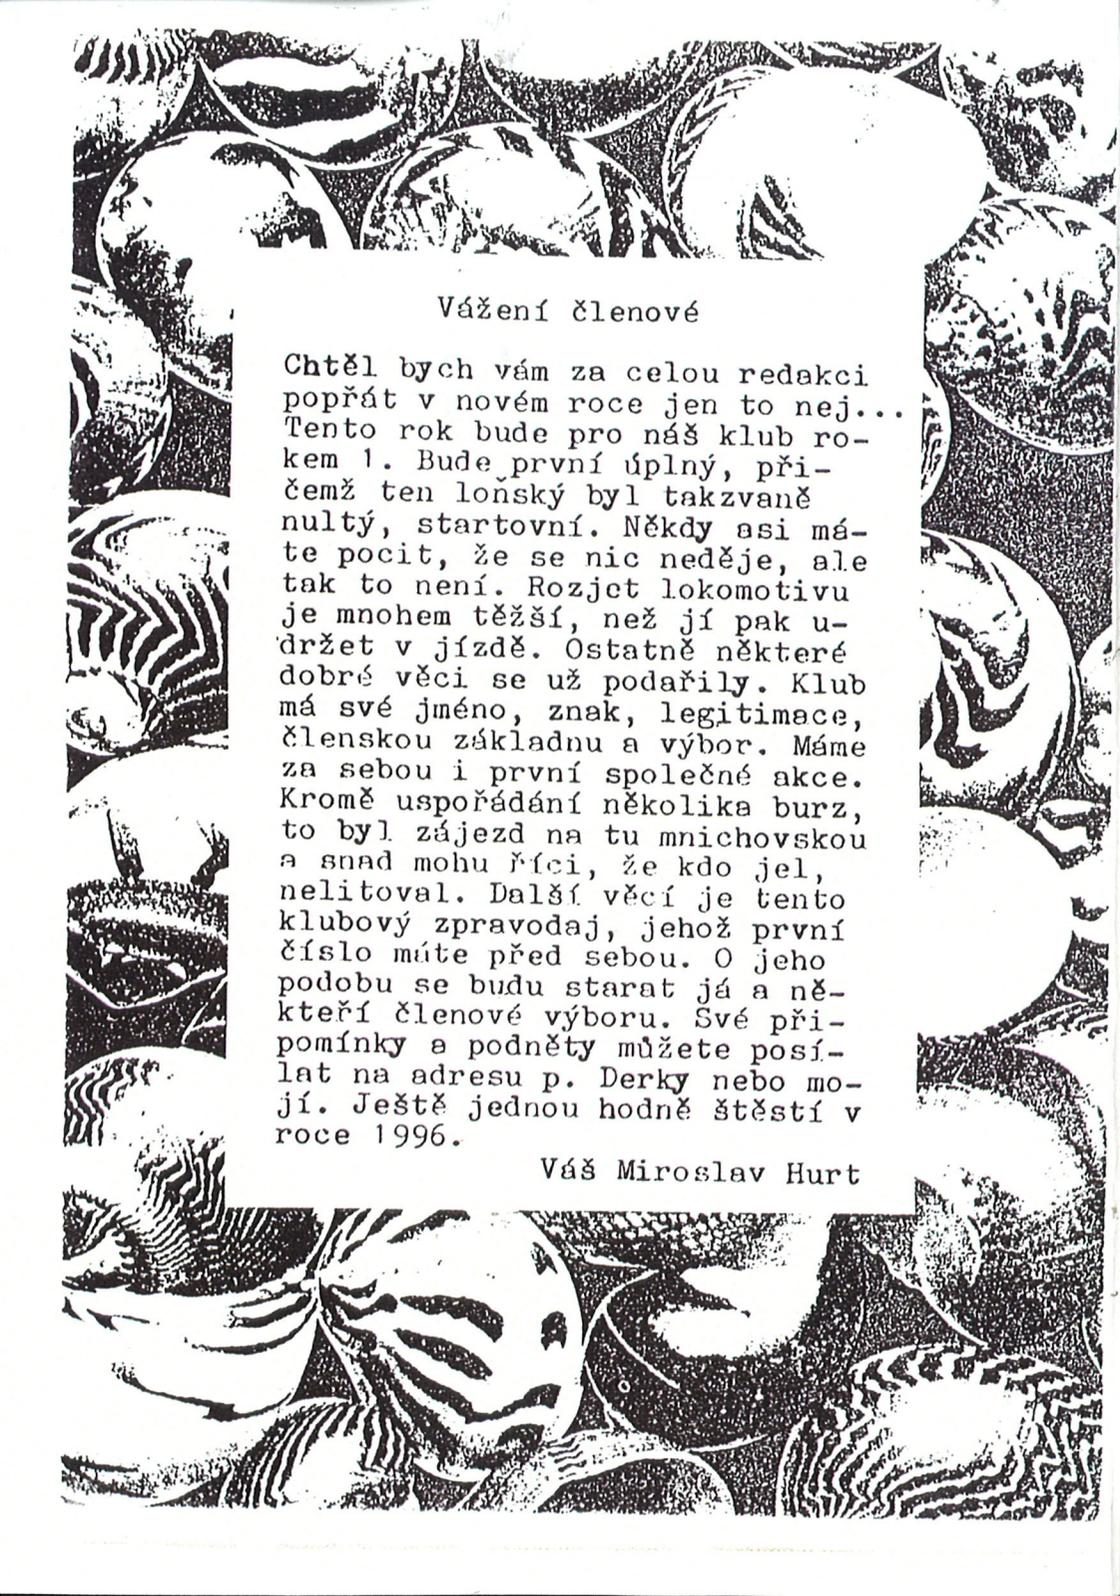 Vážení členové
Chtěl bych vám za celou redakci
popřát v novém roce jen to nej...
Tento rok bude pro náš klub ro-
kem 1. Bude první úplný, při-
čemž ten loňský byl takzvaně
nultý, startovní. Někdy asi má-
te pocit, že se nic neděje, ale
tak to není. Rozjet lokomotivu
je mnohem těžší, než jí pak u-
držet v jízdě. Ostatně některé
dobré věci se už podařily. Klub
má své jméno, znak, legitimace,
členskou základnu a výbor. Máme
za sebou i první společné akce.
Kromě uspořádání několika burz,
to byl zájezd na tu mnichovskou
a snad mohu říci, že kdo jel,
nelitoval. Další věcí je tento
klubový zpravodaj, jehož první
číslo máte před sebou. O jeho
podobu se budu starat já a ně-
kteří členové výboru. Své při-
pomínky a podněty můžete posí-
lat na adresu p. Derky nebo mo-
jí. Ještě jednou hodně štěstí v
roce 1996.
Váš Miroslav Hurt